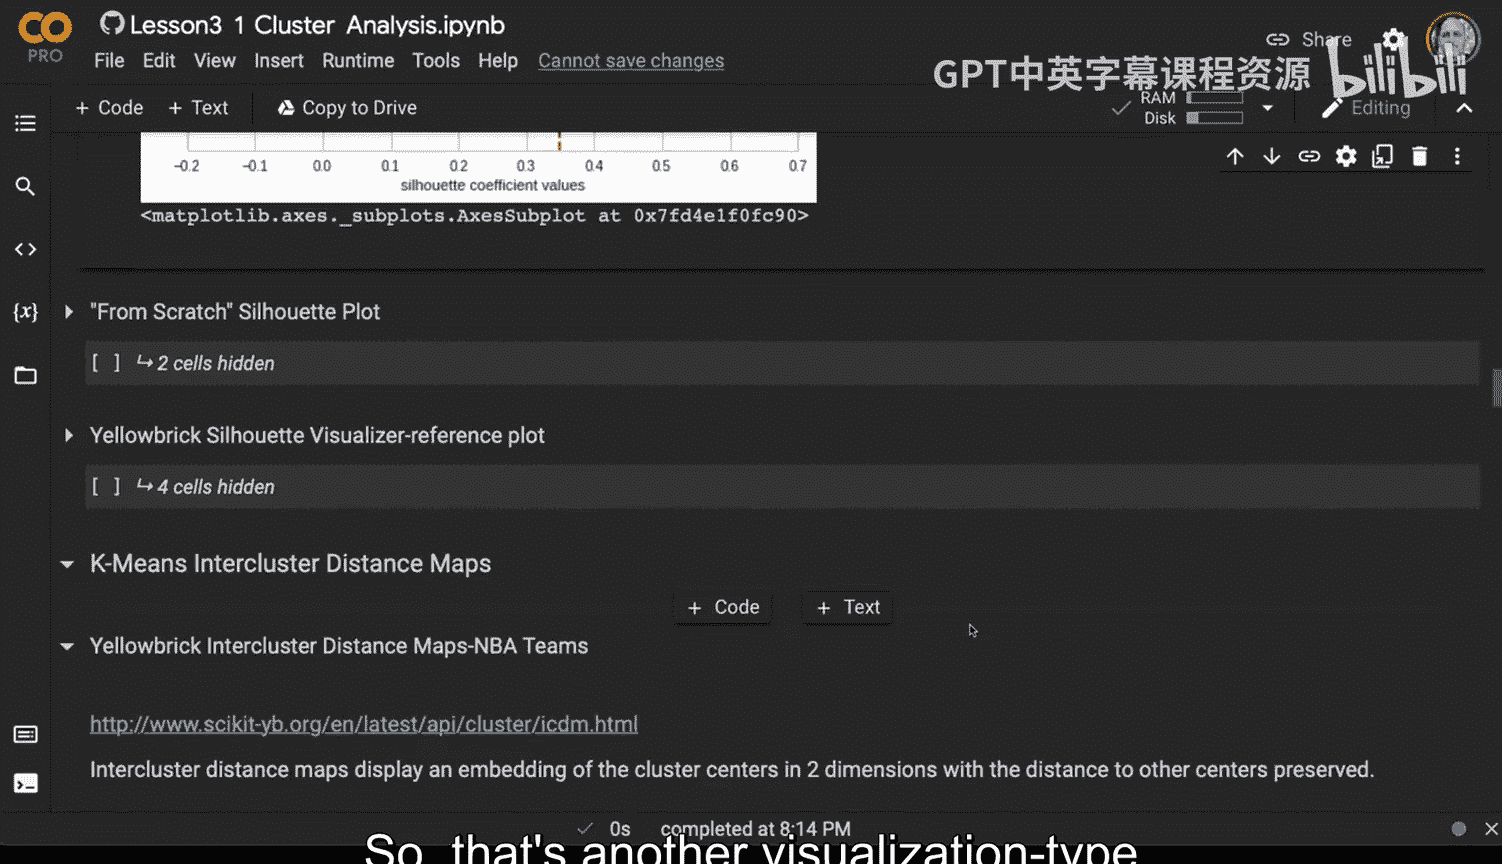 CO
PRO
Lesson3 1 Cluster Analysis.ipynb
Share
File Edit View Insert Runtime Tools Help Cannot save changes
GPT中英字幕课程资源 bilibili
+ Code + Text Copy to Drive
RAM
Disk
Editing
-0.2 -0.1 0.0 0.1 0.2 0.3 0.4 0.5 0.6 0.7
silhouette coefficient values
<matplotlib.axes._subplots.AxesSubplot at 0x7fd4e1f0fc90>
"From Scratch" Silhouette Plot
[ ] ↳ 2 cells hidden
Yellowbrick Silhouette Visualizer-reference plot
[ ] ↳ 4 cells hidden
K-Means Intercluster Distance Maps
+ Code + Text
Yellowbrick Intercluster Distance Maps-NBA Teams
http://www.scikit-yb.org/en/latest/api/cluster/icdm.html
Intercluster distance maps display an embedding of the cluster centers in 2 dimensions with the distance to other centers preserved.
0s completed at 8:14 PM
So, that's another visualization-type